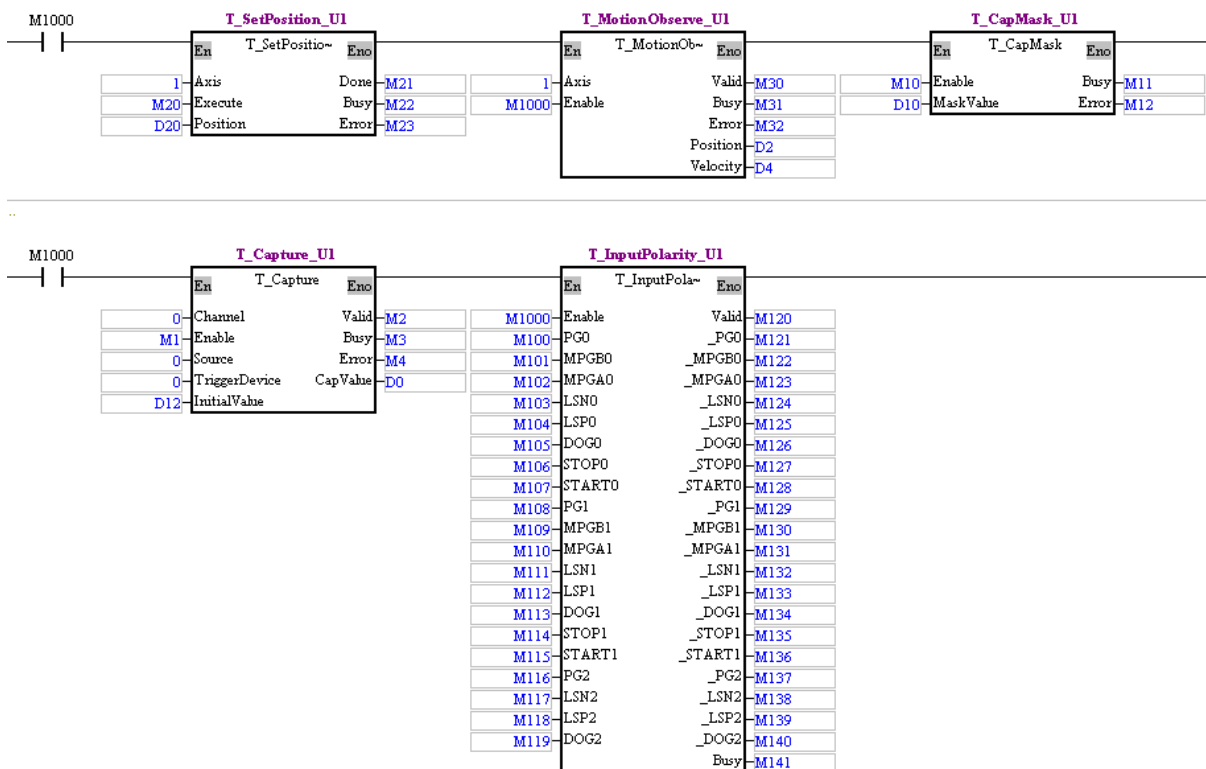 M1000 T_SetPosition_U1 T_MotionObserve_U1 T_CapMask_U1
En T_SetPositio~ Eno En T_MotionOb~ Eno En T_CapMask Eno
1 Axis Done M21 1 Axis Valid M30 M10 Enable Busy M11
M20 Execute Busy M22 M1000 Enable Busy M31 D10 MaskValue Error M12
D20 Position Error M23 Error M32
Position D2
Velocity D4
..
M1000 T_Capture_U1 T_InputPolarity_U1
En T_Capture Eno En T_InputPola~ Eno
0 Channel Valid M2 M1000 Enable Valid M120
M1 Enable Busy M3 M100 PG0 _PG0 M121
0 Source Error M4 M101 MPGB0 _MPGB0 M122
0 TriggerDevice CapValue D0 M102 MPGA0 _MPGA0 M123
D12 InitialValue M103 LSN0 _LSN0 M124
M104 LSP0 _LSP0 M125
M105 DOG0 _DOG0 M126
M106 STOP0 _STOP0 M127
M107 START0 _START0 M128
M108 PG1 _PG1 M129
M109 MPGB1 _MPGB1 M130
M110 MPGA1 _MPGA1 M131
M111 LSN1 _LSN1 M132
M112 LSP1 _LSP1 M133
M113 DOG1 _DOG1 M134
M114 STOP1 _STOP1 M135
M115 START1 _START1 M136
M116 PG2 _PG2 M137
M117 LSN2 _LSN2 M138
M118 LSP2 _LSP2 M139
M119 DOG2 _DOG2 M140
Busy M141